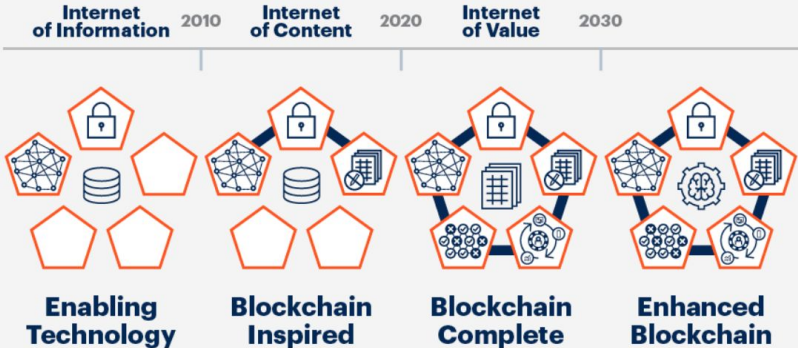 Internet
of Information
2010
Internet
of Content
2020
Internet
of Value
2030
Enabling
Technology
Blockchain
Inspired
Blockchain
Complete
Enhanced
Blockchain